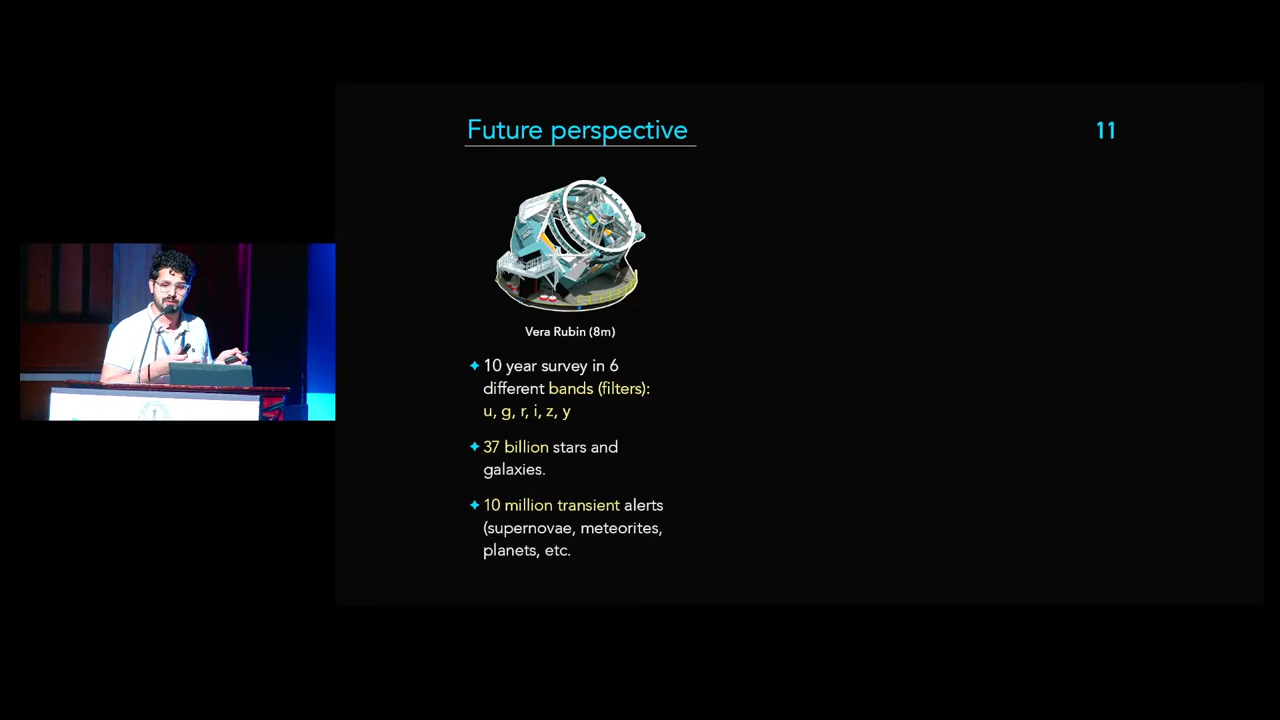 Future perspective
11
Vera Rubin (8m)
10 year survey in 6
different bands (filters):
u, g, r, i, z, y
37 billion stars and
galaxies.
10 million transient alerts
(supernovae, meteorites,
planets, etc.